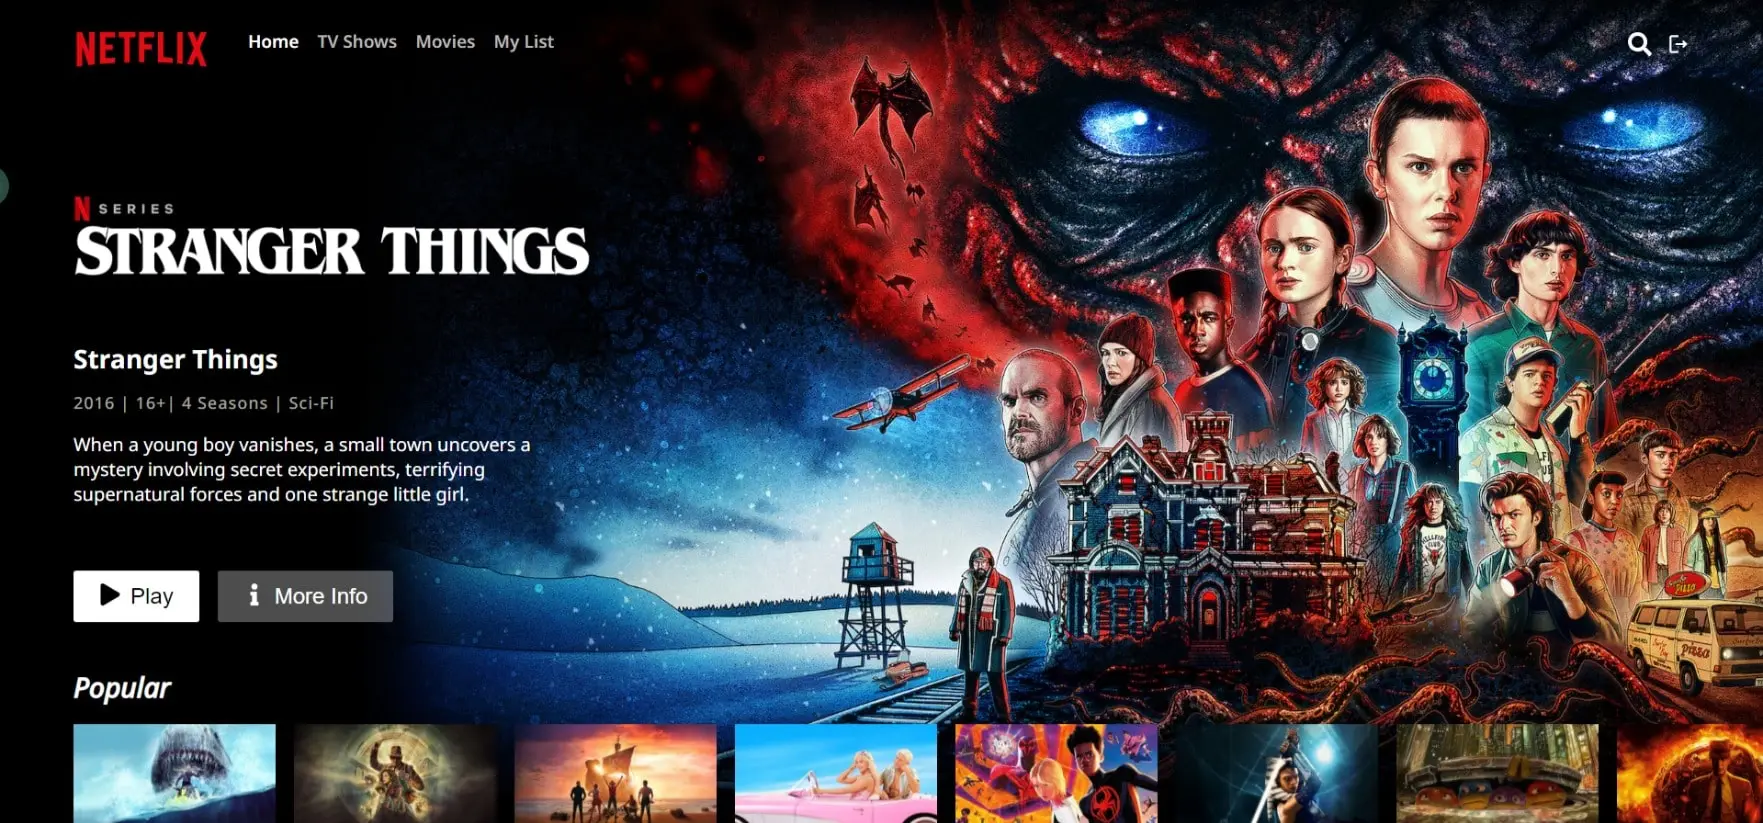 NETFLIX Home TV Shows Movies My List
N SERIES
STRANGER THINGS
Stranger Things
2016 | 16+| 4 Seasons | Sci-Fi
When a young boy vanishes, a small town uncovers a
mystery involving secret experiments, terrifying
supernatural forces and one strange little girl.
Play More Info
Popular